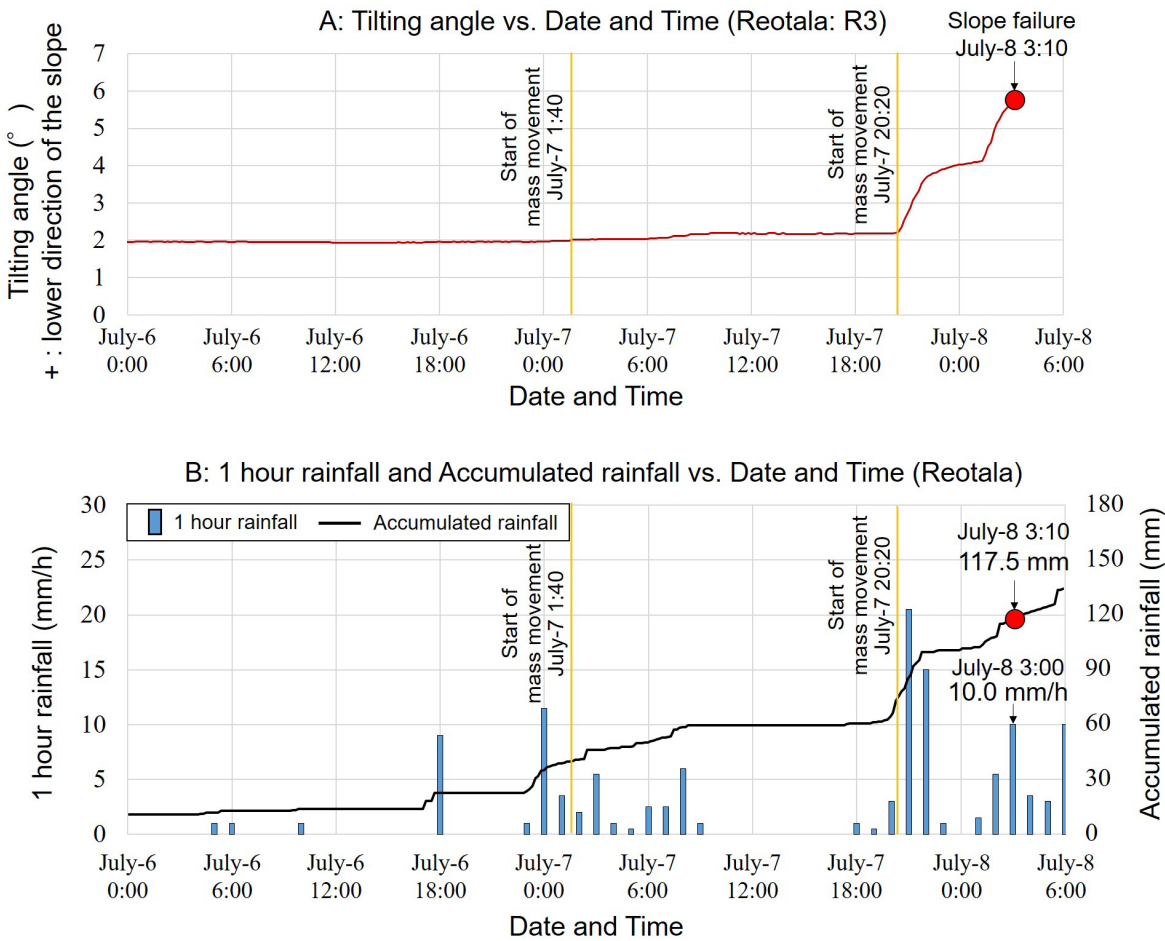 A: Tilting angle vs. Date and Time (Reotala: R3)
Slope failure
July-8 3:10
Tilting angle (° )
+ : lower direction of the slope
7
6
5
4
3
2
1
0
Start of
mass movement
July-7 1:40
Start of
mass movement
July-7 20:20
July-6 July-6 July-6 July-6 July-7 July-7 July-7 July-7 July-8 July-8
0:00 6:00 12:00 18:00 0:00 6:00 12:00 18:00 0:00 6:00
Date and Time
B: 1 hour rainfall and Accumulated rainfall vs. Date and Time (Reotala)
1 hour rainfall Accumulated rainfall
1 hour rainfall (mm/h)
30
25
20
15
10
5
0
Start of
mass movement
July-7 1:40
Start of
mass movement
July-7 20:20
July-8 3:10
117.5 mm
July-8 3:00
10.0 mm/h
180
150
120
90
60
30
0
Accumulated rainfall (mm)
July-6 July-6 July-6 July-6 July-7 July-7 July-7 July-7 July-8 July-8
0:00 6:00 12:00 18:00 0:00 6:00 12:00 18:00 0:00 6:00
Date and Time